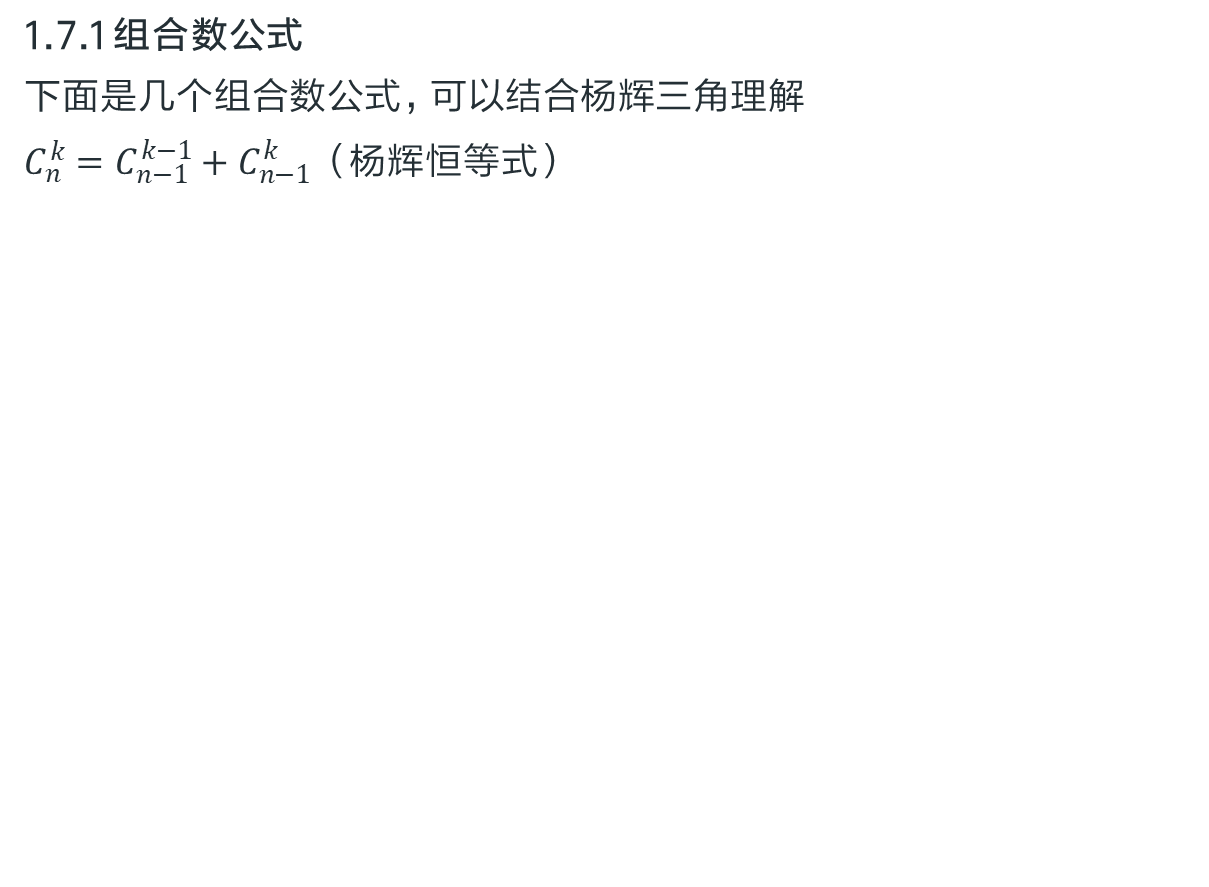 1.7.1组合数公式
下面是几个组合数公式，可以结合杨辉三角理解
$C_n^k = C_{n-1}^{k-1} + C_{n-1}^k$（杨辉恒等式）